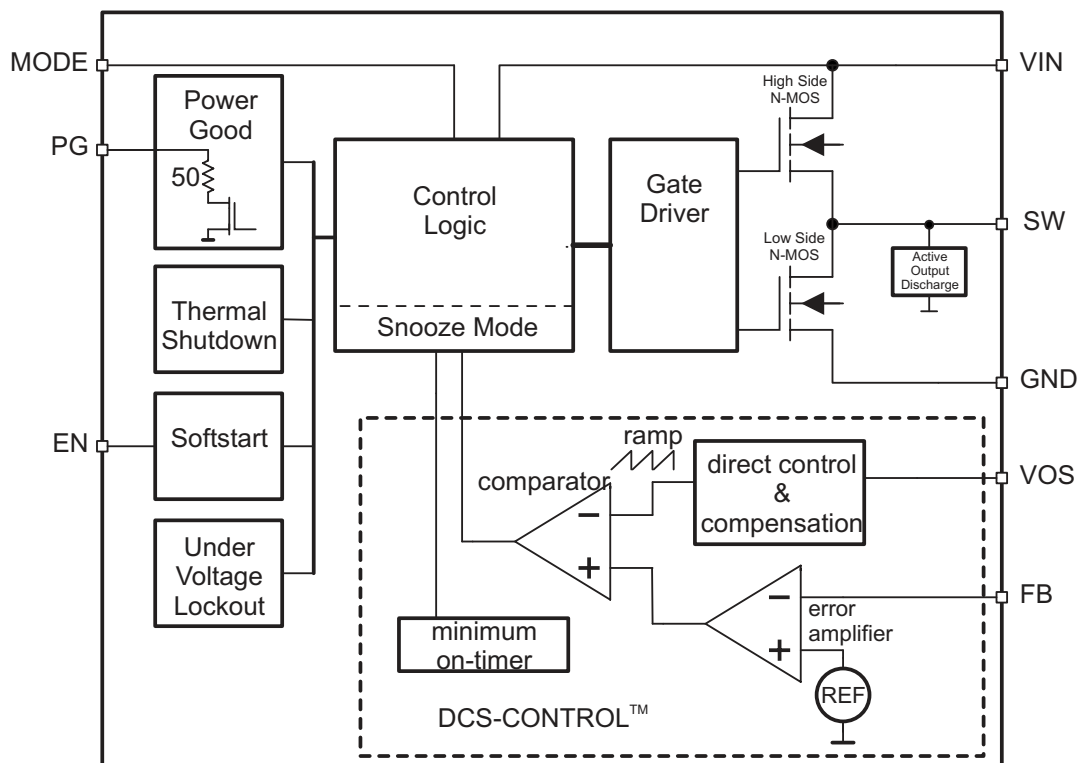 MODE
VIN
PG
SW
GND
EN
VOS
FB
Power
Good
50
Thermal
Shutdown
Softstart
Under
Voltage
Lockout
Control
Logic
Snooze Mode
Gate
Driver
High Side
N-MOS
Low Side
N-MOS
Active
Output
Discharge
ramp
comparator
direct control
&
compensation
error
amplifier
REF
minimum
on-timer
DCS-CONTROL™